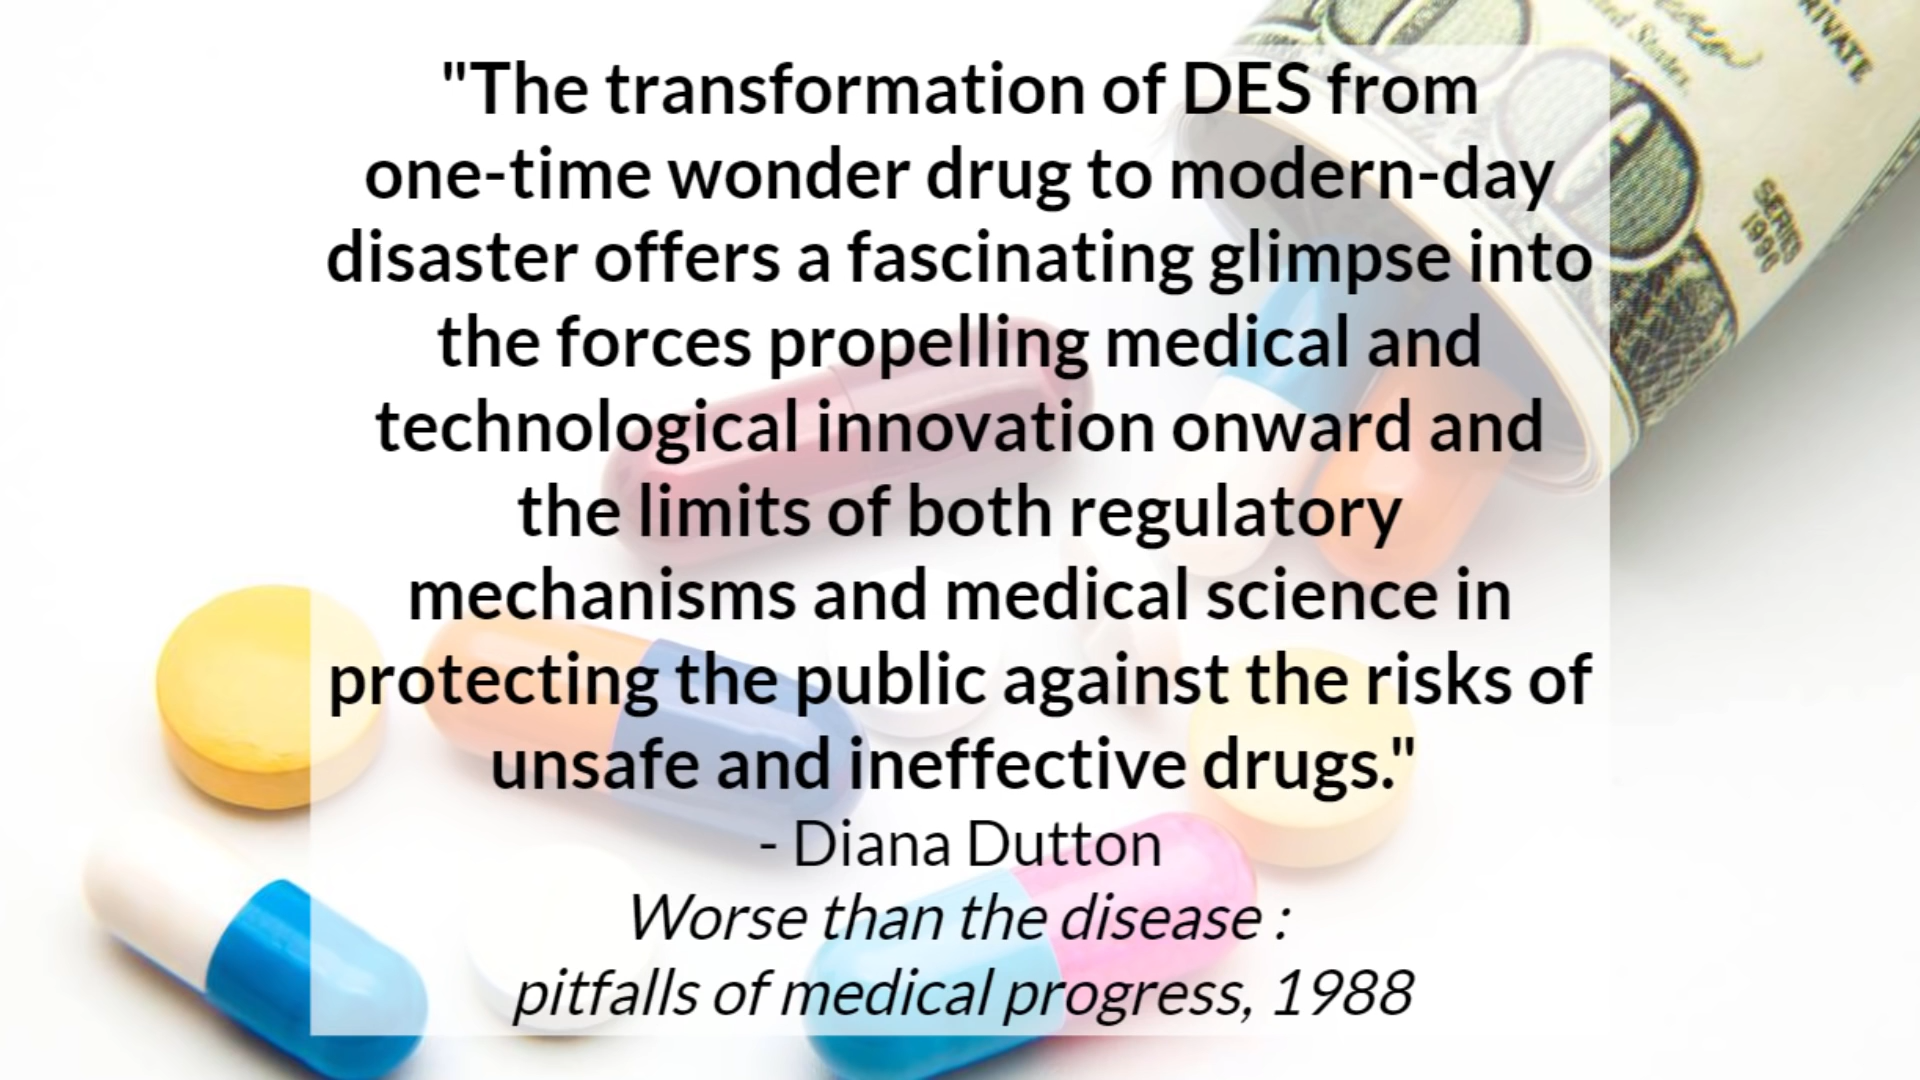 "The transformation of DES from
one-time wonder drug to modern-day
disaster offers a fascinating glimpse into
the forces propelling medical and
technological innovation onward and
the limits of both regulatory
mechanisms and medical science in
protecting the public against the risks of
unsafe and ineffective drugs."
- Diana Dutton
Worse than the disease :
pitfalls of medical progress, 1988
SERIES
1996